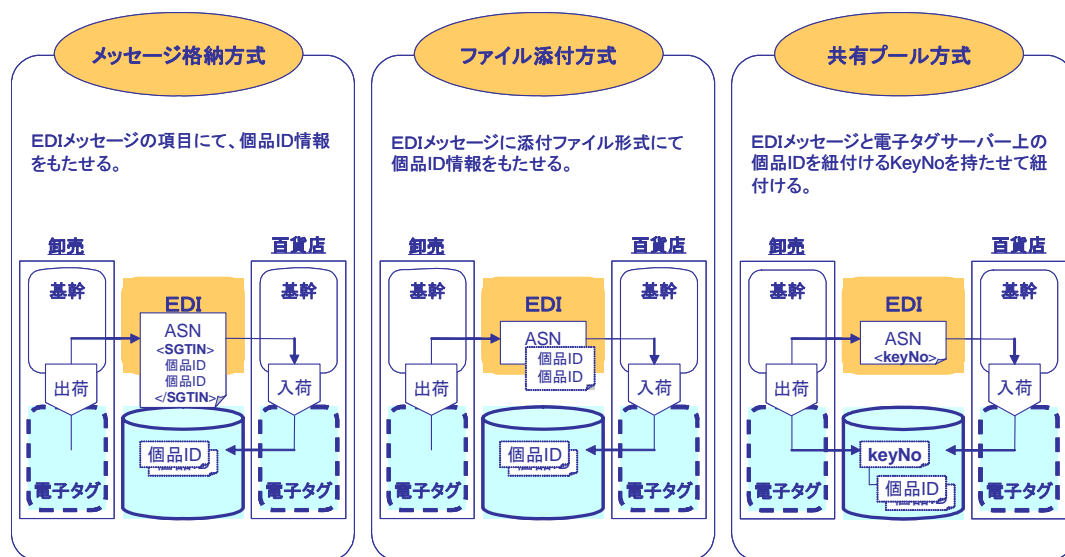 メッセージ格納方式
EDIメッセージの項目にて、個品ID情報
をもたせる。
卸売
百貨店
基幹
EDI
基幹
ASN
<SGTIN>
個品ID
個品ID
</SGTIN>
出荷
入荷
個品ID
電子タグ
電子タグ
ファイル添付方式
EDIメッセージに添付ファイル形式にて
個品ID情報をもたせる。
卸売
百貨店
基幹
EDI
基幹
ASN
個品ID
個品ID
出荷
入荷
個品ID
電子タグ
電子タグ
共有プール方式
EDIメッセージと電子タグサーバー上の
個品IDを紐付けるKeyNoを持たせて紐
付ける。
卸売
百貨店
基幹
EDI
基幹
ASN
<keyNo>
出荷
入荷
keyNo
個品ID
電子タグ
電子タグ